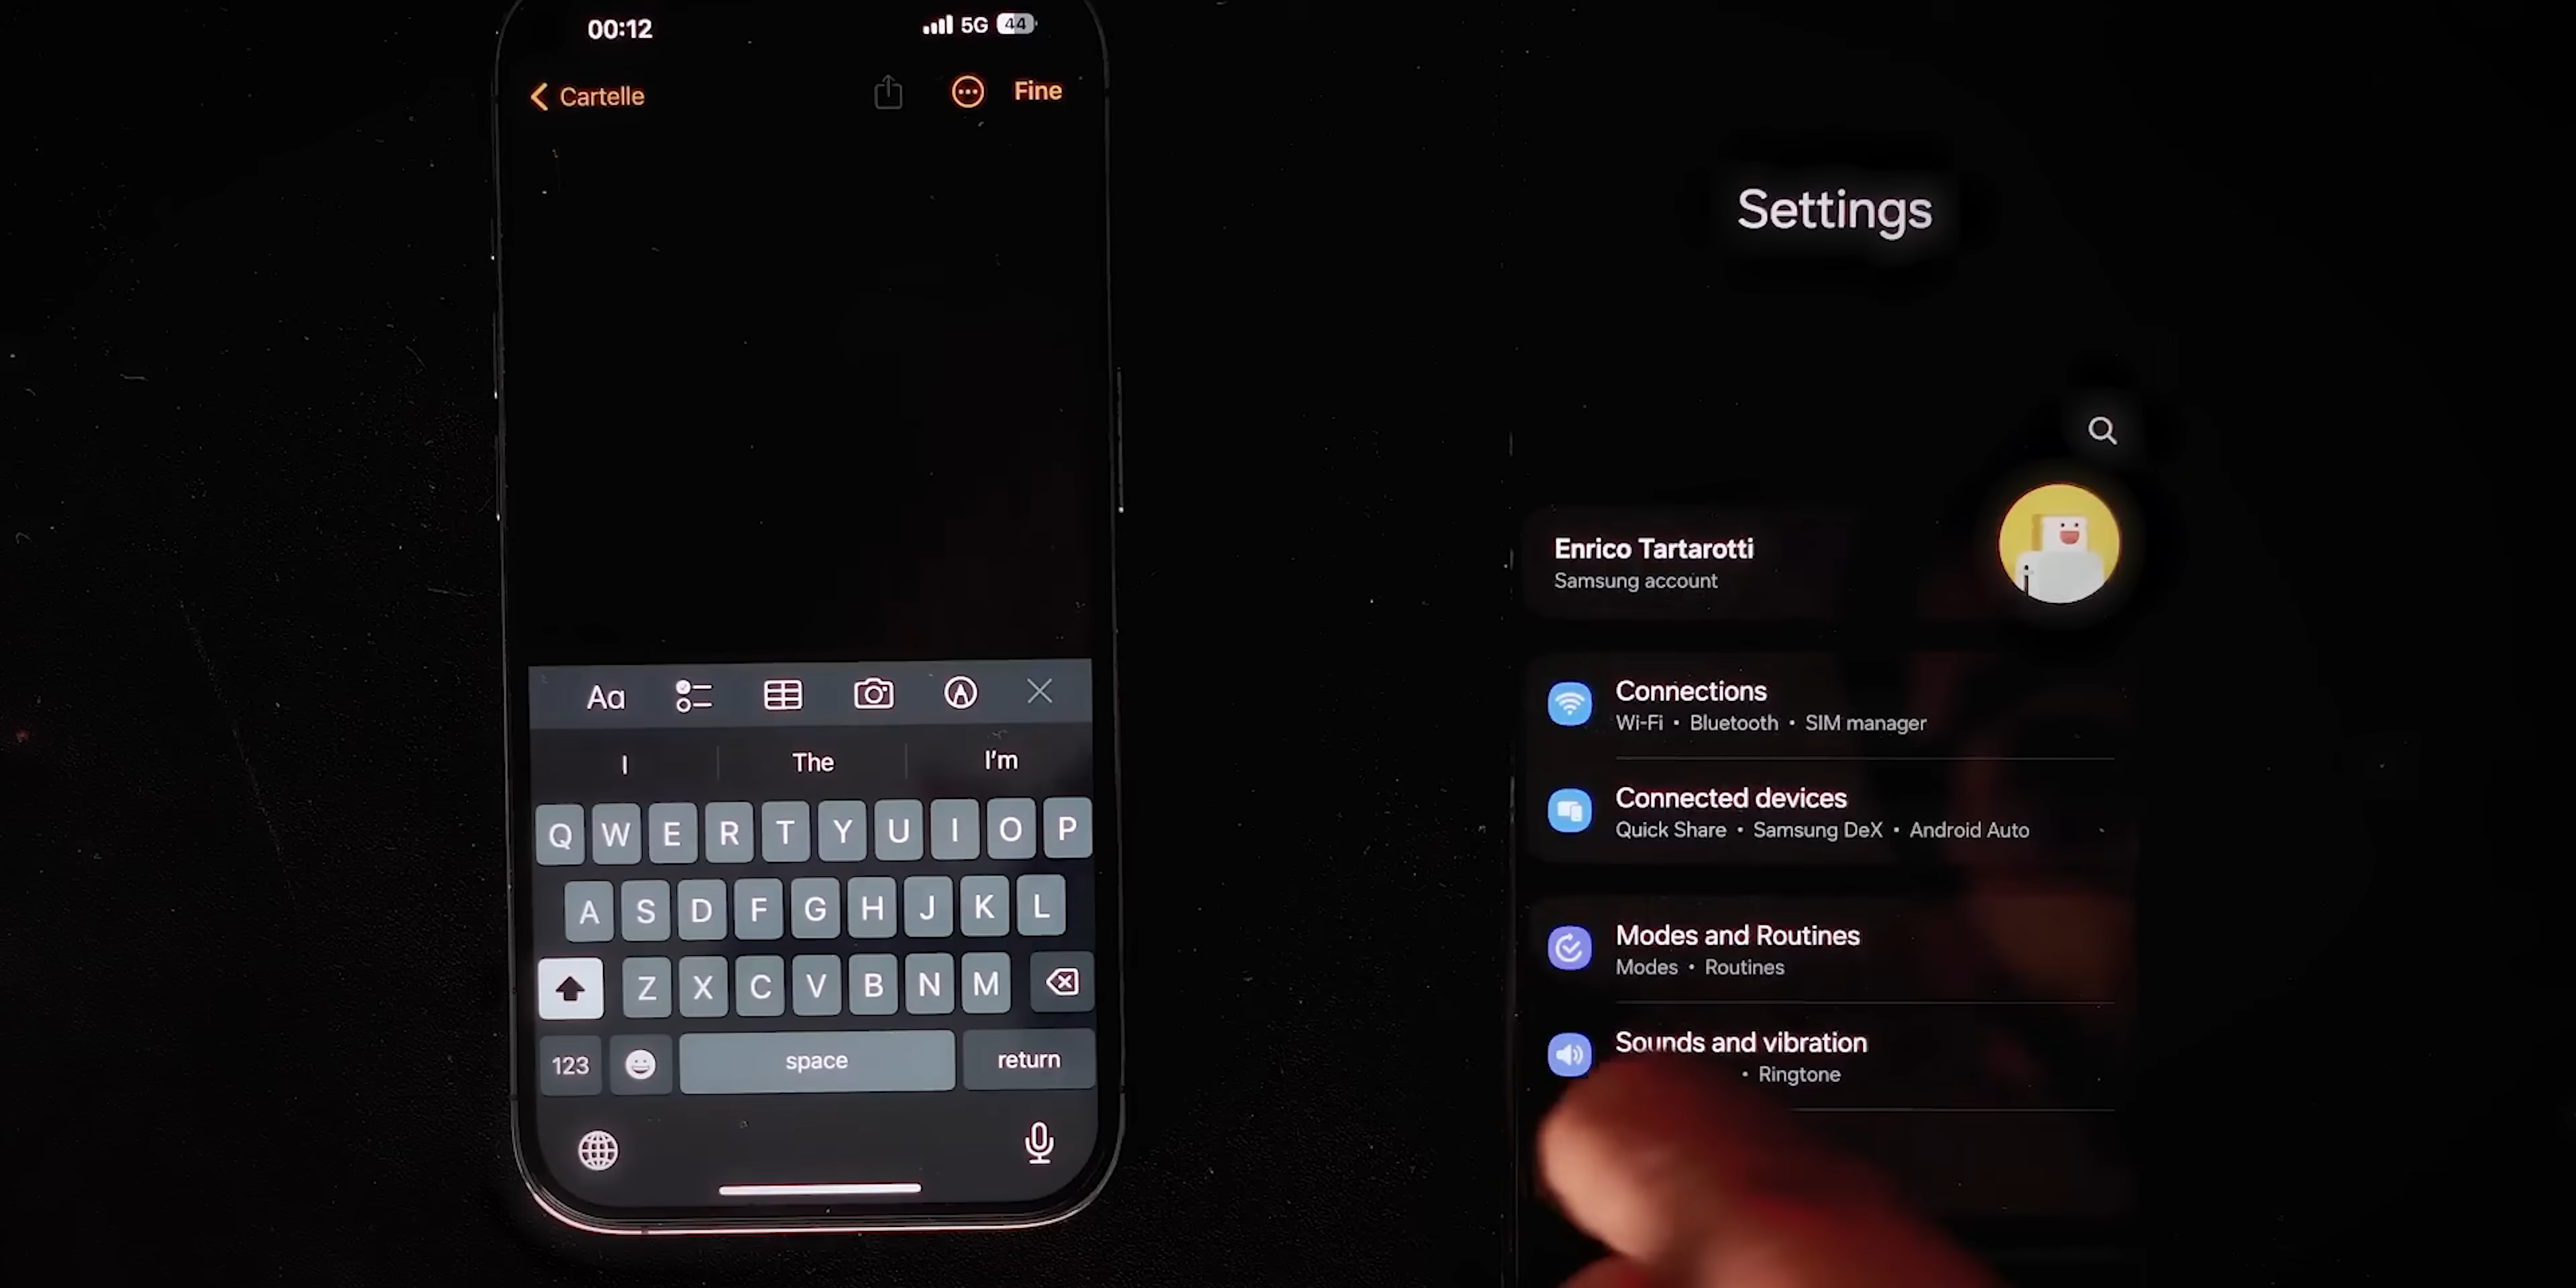 00:12
5G 44
Cartelle
Fine
Aa
I The I'm
Q W E R T Y U I O P
A S D F G H J K L
Z X C V B N M
123 space return
Settings
Enrico Tartarotti
Samsung account
Connections
Wi-Fi • Bluetooth • SIM manager
Connected devices
Quick Share • Samsung DeX • Android Auto
Modes and Routines
Modes • Routines
Sounds and vibration
• Ringtone